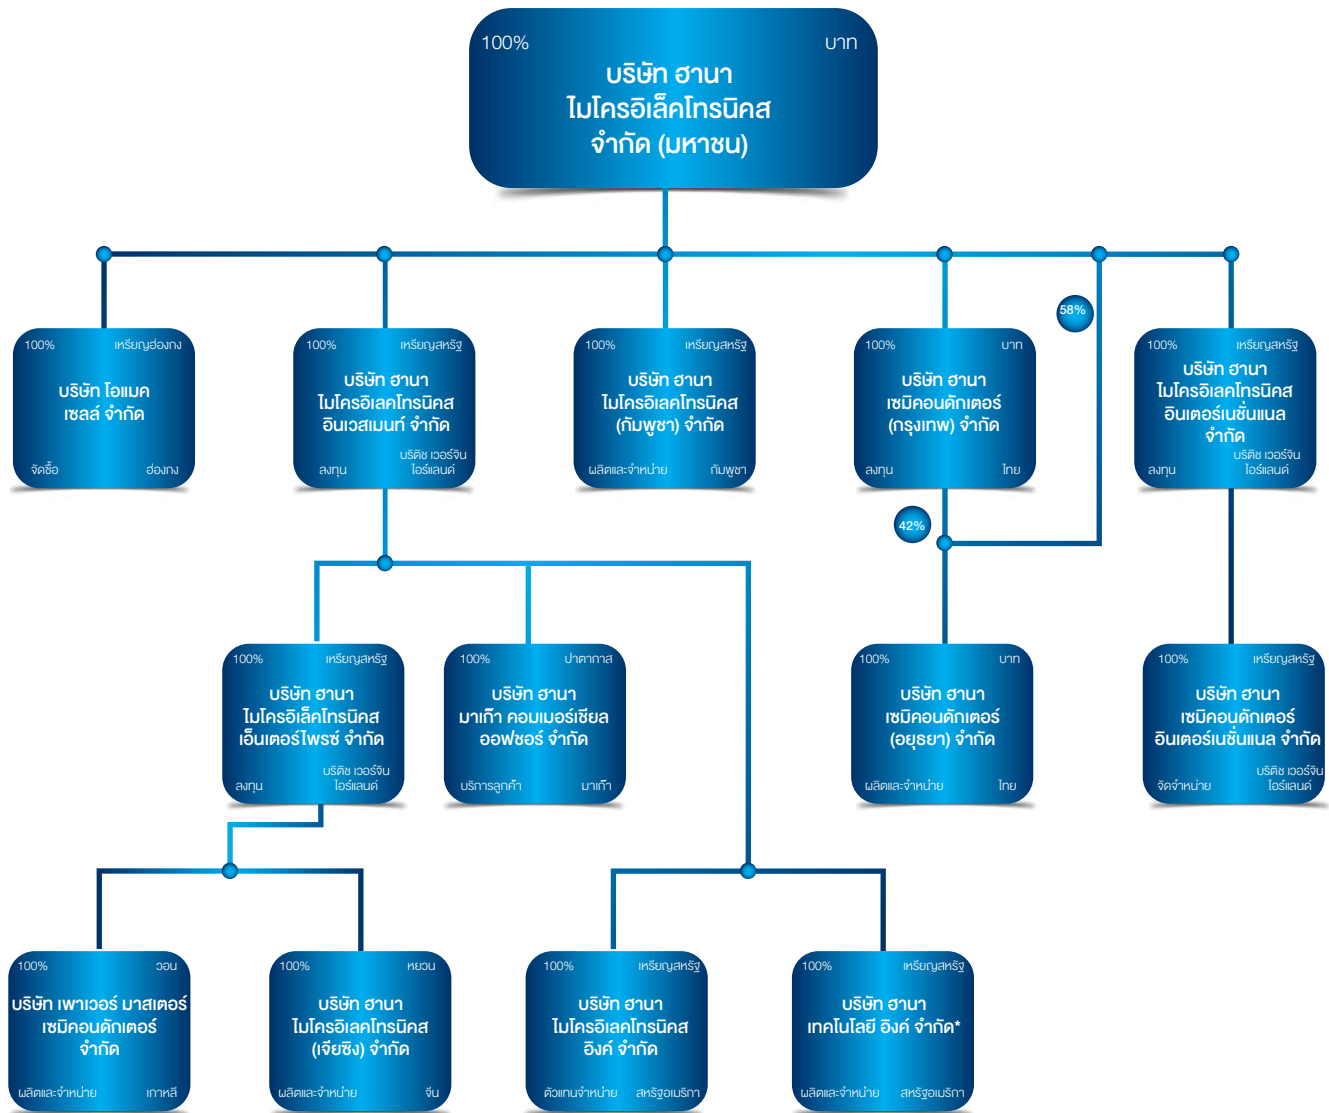 100% บาท
บริษัท ฮานา
ไมโครอิเล็คโทรนิคส
จำกัด (มหาชน)
58%
100% เหรียญฮ่องกง
บริษัท โอแมค
เซลล์ จำกัด
จัดซื้อ ฮ่องกง
100% เหรียญสหรัฐ
บริษัท ฮานา
ไมโครอิเลคโทรนิคส
อินเวสเมนท์ จำกัด
บริติช เวอร์จิน
ลงทุน ไอร์แลนด์
100% เหรียญสหรัฐ
บริษัท ฮานา
ไมโครอิเลคโทรนิคส
(กัมพูชา) จำกัด
ผลิตและจำหน่าย กัมพูชา
100% บาท
บริษัท ฮานา
เซมิคอนดักเตอร์
(กรุงเทพ) จำกัด
ลงทุน ไทย
100% เหรียญสหรัฐ
บริษัท ฮานา
ไมโครอิเลคโทรนิคส
อินเตอร์เนชั่นแนล
จำกัด
บริติช เวอร์จิน
ลงทุน ไอร์แลนด์
42%
100% เหรียญสหรัฐ
บริษัท ฮานา
ไมโครอิเล็คโทรนิคส
เอ็นเตอร์ไพรซ์ จำกัด
บริติช เวอร์จิน
ลงทุน ไอร์แลนด์
100% ปาตากาส
บริษัท ฮานา
มาเก๊า คอมเมอร์เชียล
ออฟชอร์ จำกัด
บริการลูกค้า มาเก๊า
100% บาท
บริษัท ฮานา
เซมิคอนดักเตอร์
(อยุธยา) จำกัด
ผลิตและจำหน่าย ไทย
100% เหรียญสหรัฐ
บริษัท ฮานา
เซมิคอนดักเตอร์
อินเตอร์เนชั่นแนล จำกัด
บริติช เวอร์จิน
จัดจำหน่าย ไอร์แลนด์
100% วอน
บริษัท เพาเวอร์ มาสเตอร์
เซมิคอนดักเตอร์
จำกัด
ผลิตและจำหน่าย เกาหลี
100% หยวน
บริษัท ฮานา
ไมโครอิเลคโทรนิคส
(เจียซิง) จำกัด
ผลิตและจำหน่าย จีน
100% เหรียญสหรัฐ
บริษัท ฮานา
ไมโครอิเลคโทรนิคส
อิงค์ จำกัด
ตัวแทนจำหน่าย สหรัฐอเมริกา
100% เหรียญสหรัฐ
บริษัท ฮานา
เทคโนโลยี อิงค์ จำกัด*
ผลิตและจำหน่าย สหรัฐอเมริกา